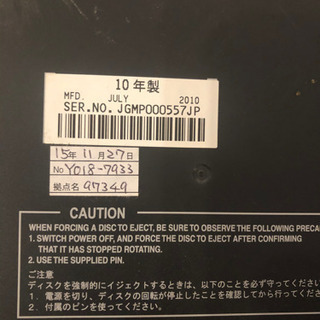 10年製
MFD. JULY 2010
SER.NO. JGMP000557JP
15年11月27日
No Y018-7933
拠点名 97349
CAUTION
WHEN FORCING A DISC TO EJECT, BE SURE TO OBSERVE THE FOLLOWING PRECA
1. SWITCH POWER OFF, AND FORCE THE DISC TO EJECT AFTER CONFIRMING
THAT IT HAS STOPPED ROTATING.
2. USE THE SUPPLIED PIN.
ご注意
ディスクを強制的にイジェクトするときは、以下のことを必ず守ってください。
1. 電源を切り、ディスクの回転が停止したことを確認してから行ってくださ
2. 付属のピンを使ってください。